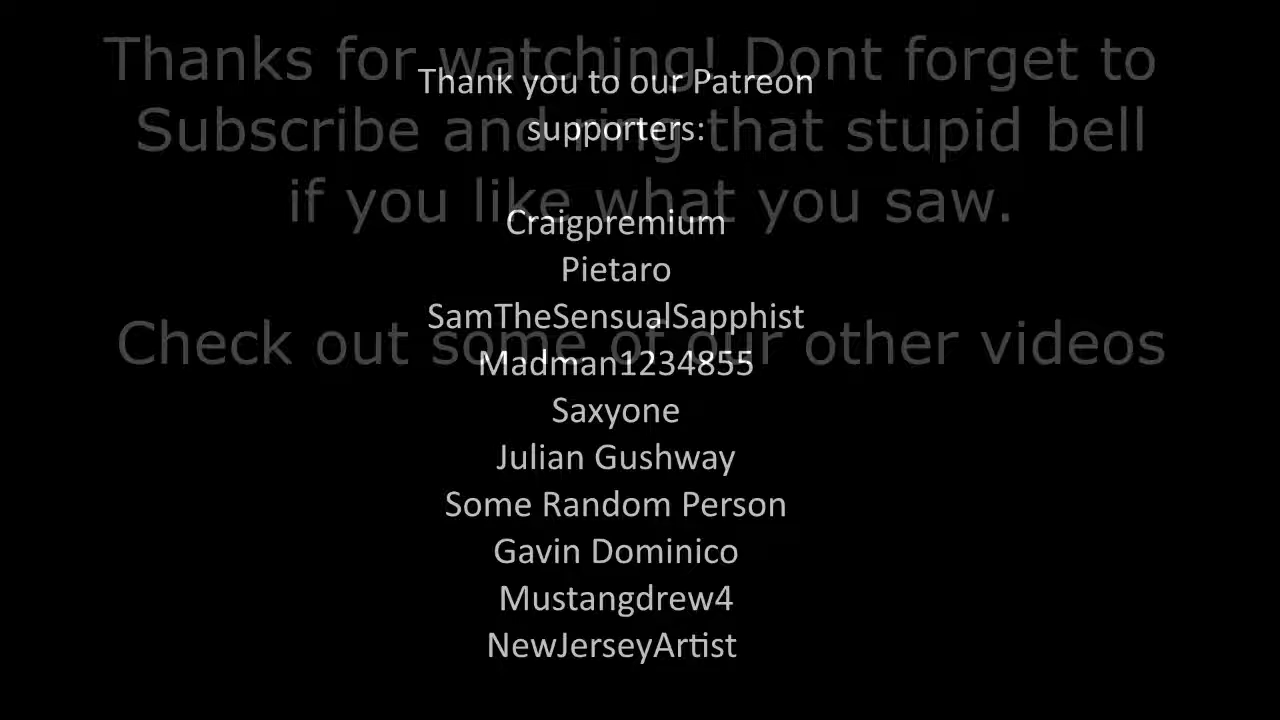 Thanks for watching! Dont forget to
Subscribe and ring that stupid bell
if you like what you saw.
Check out some of our other videos
Thank you to our Patreon
supporters:
Craigpremium
Pietaro
SamTheSensualSapphist
Madman1234855
Saxyone
Julian Gushway
Some Random Person
Gavin Dominico
Mustangdrew4
NewJerseyArtist